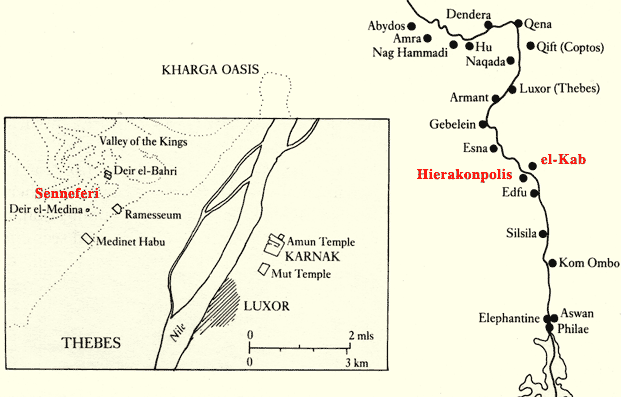 KHARGA OASIS
Valley of the Kings
Deir el-Bahri
Senneferi
Deir el-Medina
Ramesseum
Medinet Habu
Amun Temple
KARNAK
Mut Temple
LUXOR
Nile
THEBES
0 2 mls
0 3 km
Dendera
Qena
Abydos
Amra
Nag Hammadi
Hu
Qift (Coptos)
Naqada
Luxor (Thebes)
Armant
Gebelein
Esna
el-Kab
Hierakonpolis
Edfu
Silsila
Kom Ombo
Elephantine
Aswan
Philae